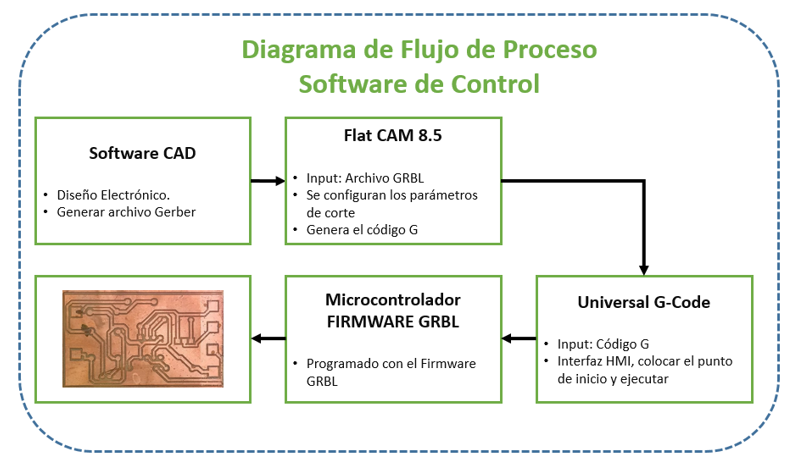 Diagrama de Flujo de Proceso
Software de Control
Software CAD
• Diseño Electrónico.
• Generar archivo Gerber
Flat CAM 8.5
• Input: Archivo GRBL
• Se configuran los parámetros
de corte
• Genera el código G
Universal G-Code
• Input: Código G
• Interfaz HMI, colocar el punto
de inicio y ejecutar
Microcontrolador
FIRMWARE GRBL
• Programado con el Firmware
GRBL